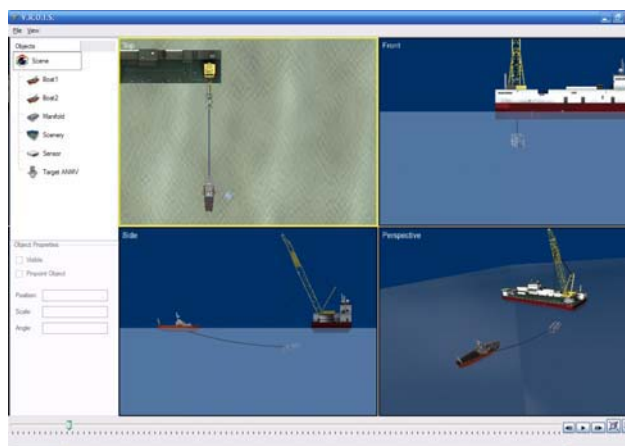 V.R.O.I.S.
File View
Objects
Scene
Boat1
Boat2
Manifold
Scenery
Sensor
Target ANMV
Object Properties
Visible
Pinpoint Object
Position:
Scale:
Angle:
Top
Front
Side
Perspective